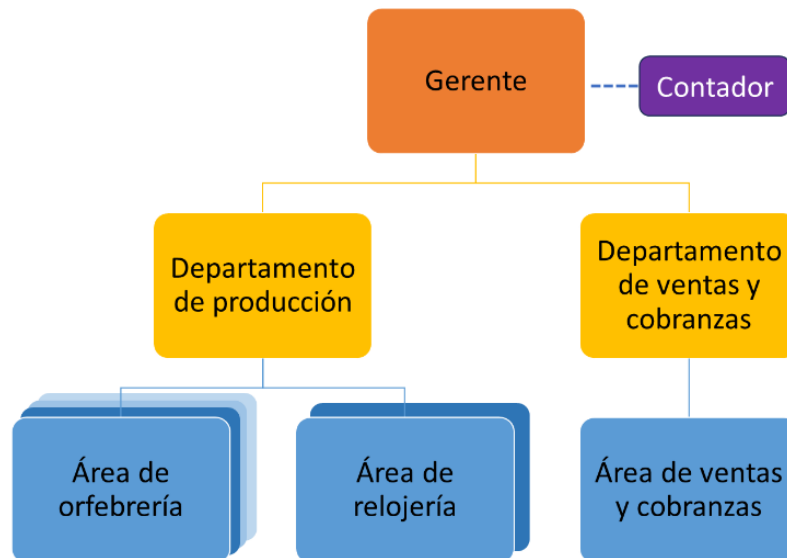 Gerente
Contador
Departamento
de producción
Departamento
de ventas y
cobranzas
Área de
orfebrería
Área de
relojería
Área de ventas
y cobranzas